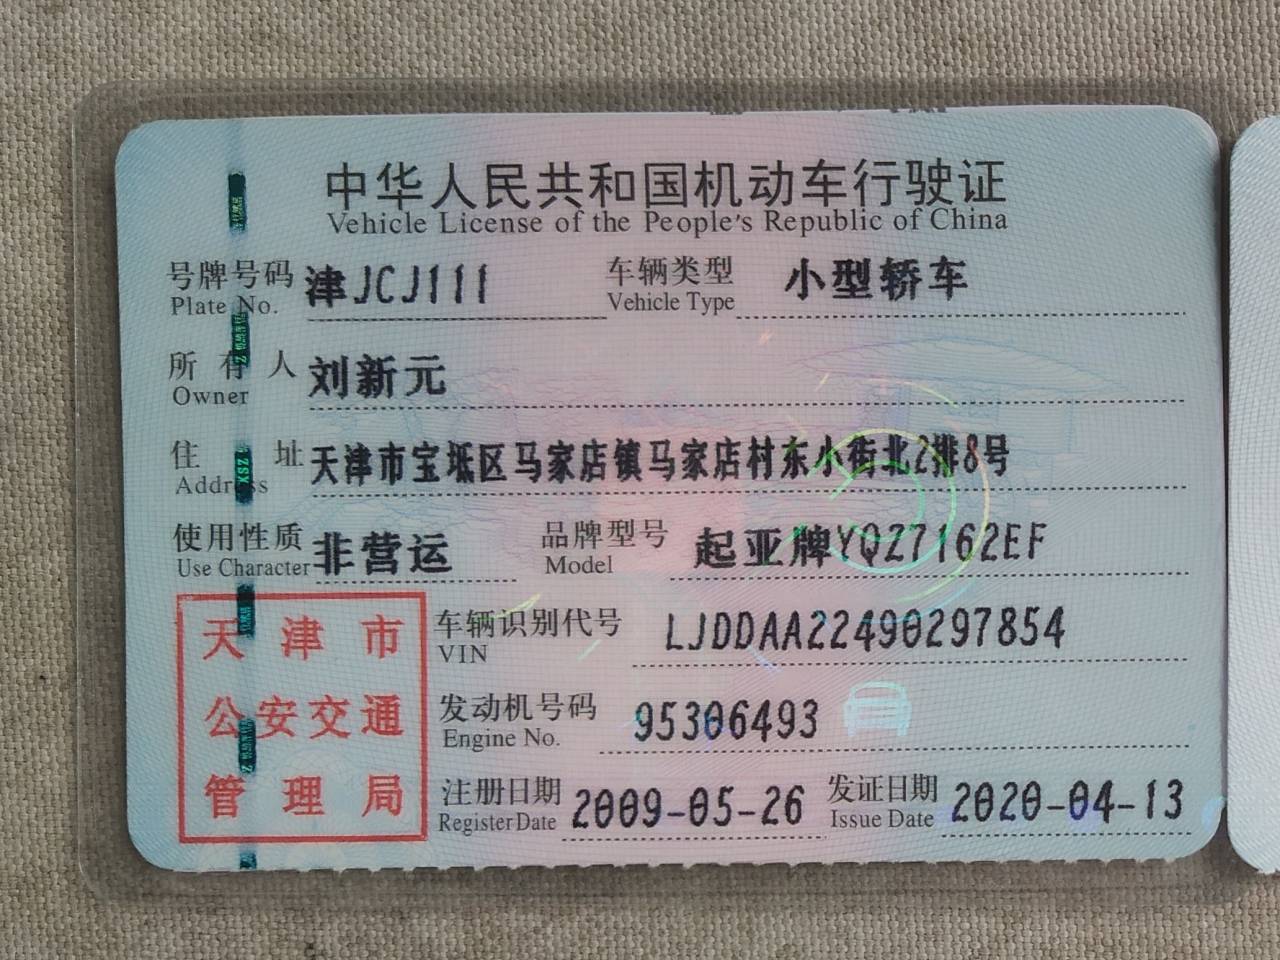 中华人民共和国机动车行驶证
Vehicle License of the People's Republic of China
号牌号码 津JCJ111 车辆类型 小型轿车
Plate No. Vehicle Type
所有人 刘新元
Owner
住址 天津市宝坻区马家店镇马家店村东小街北2排8号
Address
使用性质 非营运 品牌型号 起亚牌YQZ7162EF
Use Character Model
天津市
公安交通
管理局
车辆识别代号 LJDDAA22490297854
VIN
发动机号码 95306493
Engine No.
注册日期 2009-05-26 发证日期 2020-04-13
Register Date Issue Date